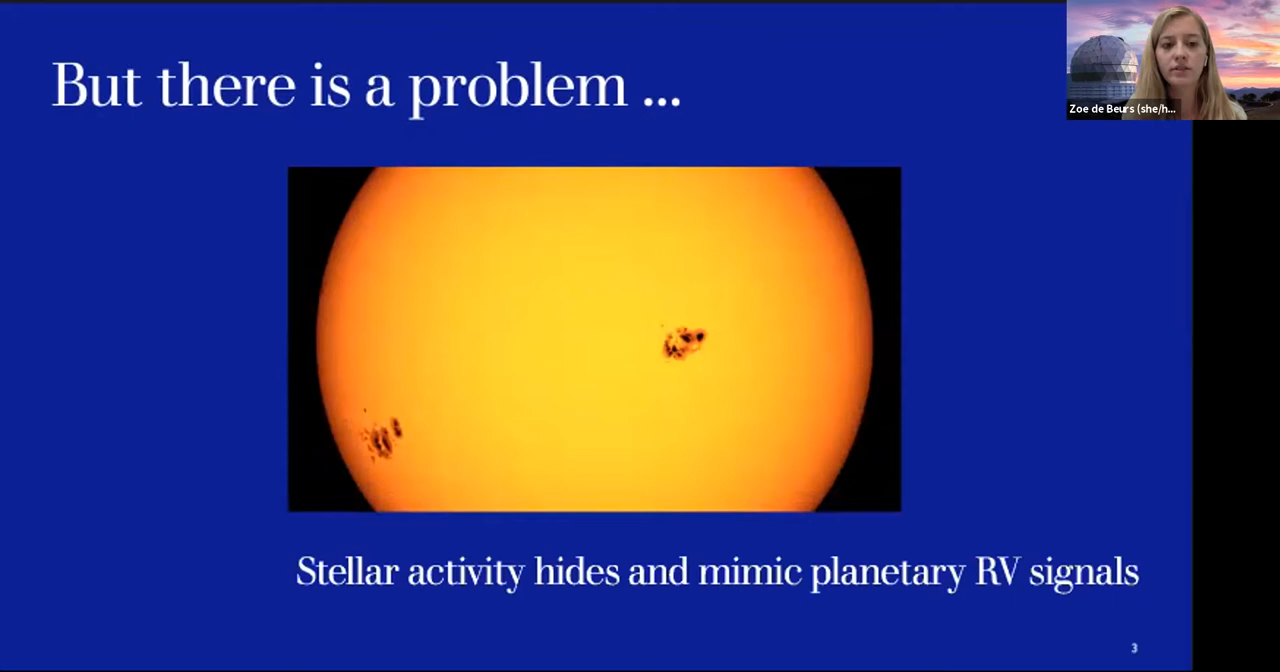 But there is a problem ...
Zoe de Beurs (she/h...
Stellar activity hides and mimic planetary RV signals
3